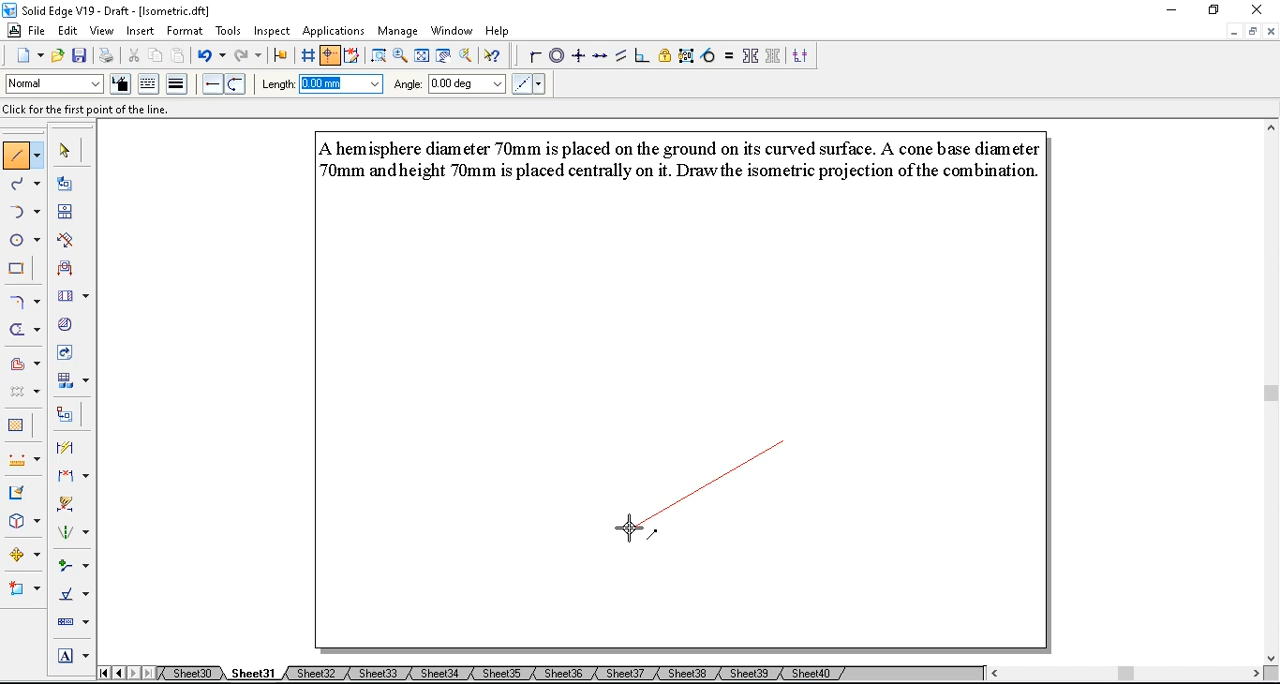 Solid Edge V19 - Draft - [Isometric.dft]
File Edit View Insert Format Tools Inspect Applications Manage Window Help
Normal Length: 0.00 mm Angle: 0.00 deg
Click for the first point of the line.
A hemisphere diameter 70mm is placed on the ground on its curved surface. A cone base diameter
70mm and height 70mm is placed centrally on it. Draw the isometric projection of the combination.
Sheet30 Sheet31 Sheet32 Sheet33 Sheet34 Sheet35 Sheet36 Sheet37 Sheet38 Sheet39 Sheet40